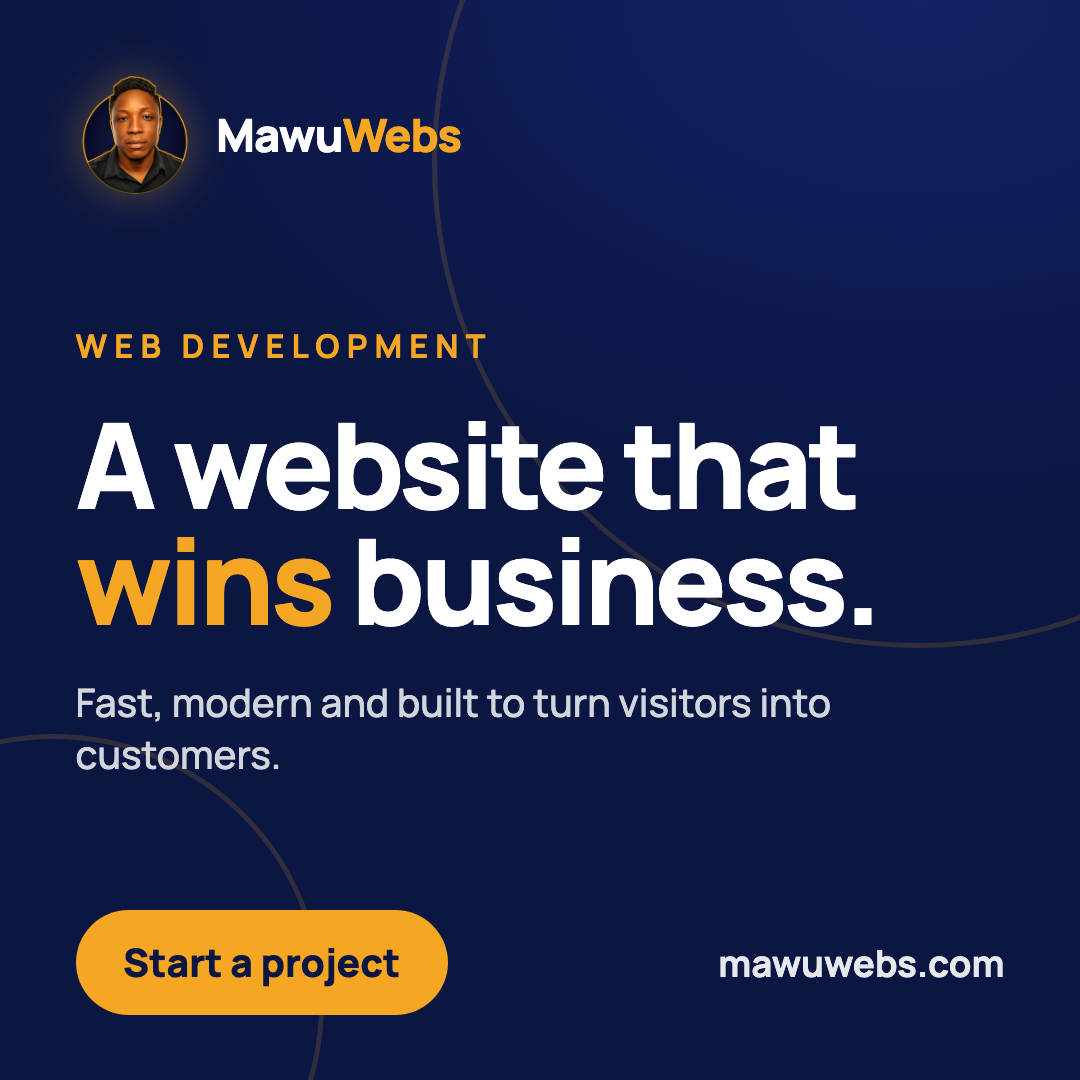 MawuWebs
WEB DEVELOPMENT
A website that
wins business.
Fast, modern and built to turn visitors into
customers.
Start a project
mawuwebs.com